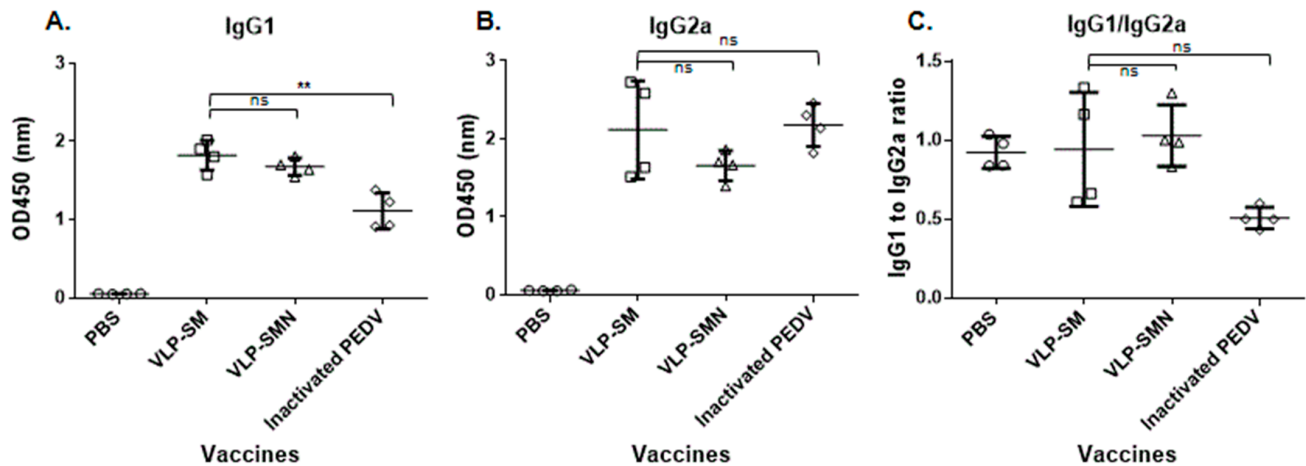 A.
IgG1
OD450 (nm)
3
2
1
0
**
ns
PBS
VLP-SM
VLP-SMN
Inactivated PEDV
Vaccines
B.
IgG2a
OD450 (nm)
3
2
1
0
ns
ns
PBS
VLP-SM
VLP-SMN
Inactivated PEDV
Vaccines
C.
IgG1/IgG2a
IgG1 to IgG2a ratio
1.5
1.0
0.5
0.0
ns
ns
PBS
VLP-SM
VLP-SMN
Inactivated PEDV
Vaccines